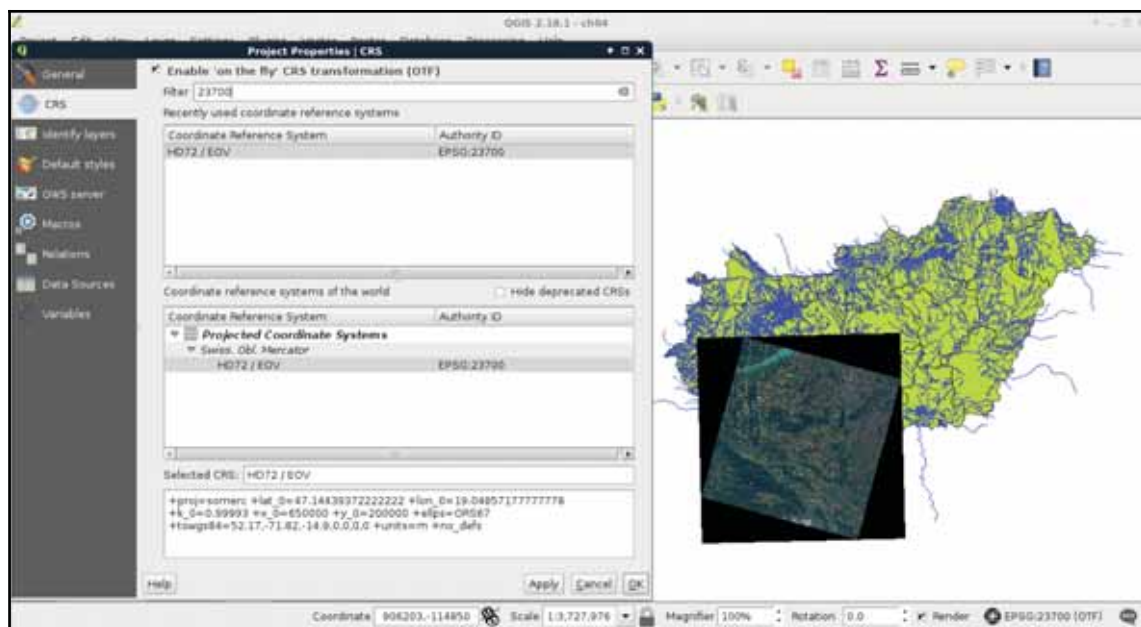 QGIS 2.18.1 - ch04
Project Properties | CRS
General
CRS
Identify layers
Default styles
OWS server
Macros
Relations
Data Sources
Variables
Enable 'on the fly' CRS transformation (OTF)
Filter 23700
Recently used coordinate reference systems
Coordinate Reference System Authority ID
HD72 / EOV EPSG:23700
Coordinate reference systems of the world Hide deprecated CRSs
Coordinate Reference System Authority ID
Projected Coordinate Systems
Swiss. Obl. Mercator
HD72 / EOV EPSG:23700
Selected CRS: HD72 / EOV
+proj=somerc +lat_0=47.14439372222222 +lon_0=19.04857177777778
+k_0=0.99993 +x_0=650000 +y_0=200000 +ellps=GRS67
+towgs84=52.17,-71.82,-14.9,0,0,0,0 +units=m +no_defs
Help Apply Cancel OK
Coordinate 906203,-114950 Scale 1:3,727,976 Magnifier 100% Rotation 0.0 Render EPSG:23700 (OTF)